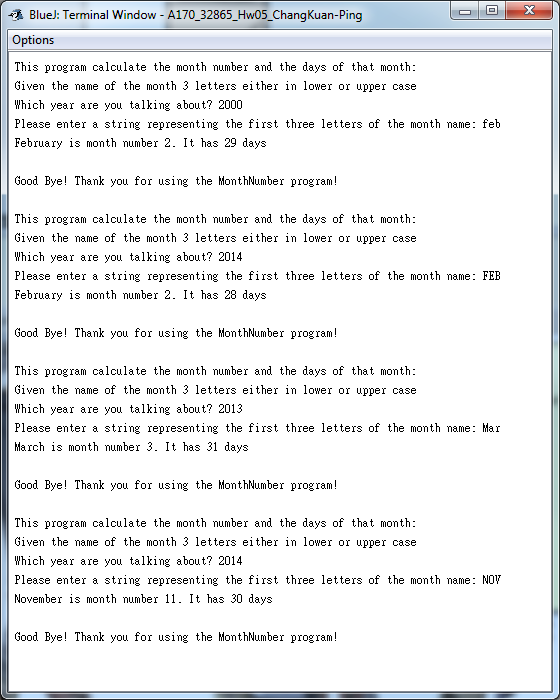 BlueJ: Terminal Window - A170_32865_Hw05_ChangKuan-Ping
Options
This program calculate the month number and the days of that month:
Given the name of the month 3 letters either in lower or upper case
Which year are you talking about? 2000
Please enter a string representing the first three letters of the month name: feb
February is month number 2. It has 29 days
Good Bye! Thank you for using the MonthNumber program!
This program calculate the month number and the days of that month:
Given the name of the month 3 letters either in lower or upper case
Which year are you talking about? 2014
Please enter a string representing the first three letters of the month name: FEB
February is month number 2. It has 28 days
Good Bye! Thank you for using the MonthNumber program!
This program calculate the month number and the days of that month:
Given the name of the month 3 letters either in lower or upper case
Which year are you talking about? 2013
Please enter a string representing the first three letters of the month name: Mar
March is month number 3. It has 31 days
Good Bye! Thank you for using the MonthNumber program!
This program calculate the month number and the days of that month:
Given the name of the month 3 letters either in lower or upper case
Which year are you talking about? 2014
Please enter a string representing the first three letters of the month name: NOV
November is month number 11. It has 30 days
Good Bye! Thank you for using the MonthNumber program!